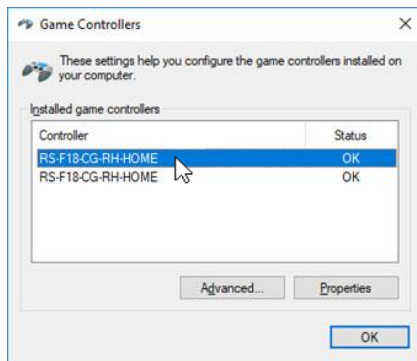 Game Controllers
These settings help you configure the game controllers installed on
your computer.
Installed game controllers
Controller Status
RS-F18-CG-RH-HOME OK
RS-F18-CG-RH-HOME OK
Advanced... Properties
OK